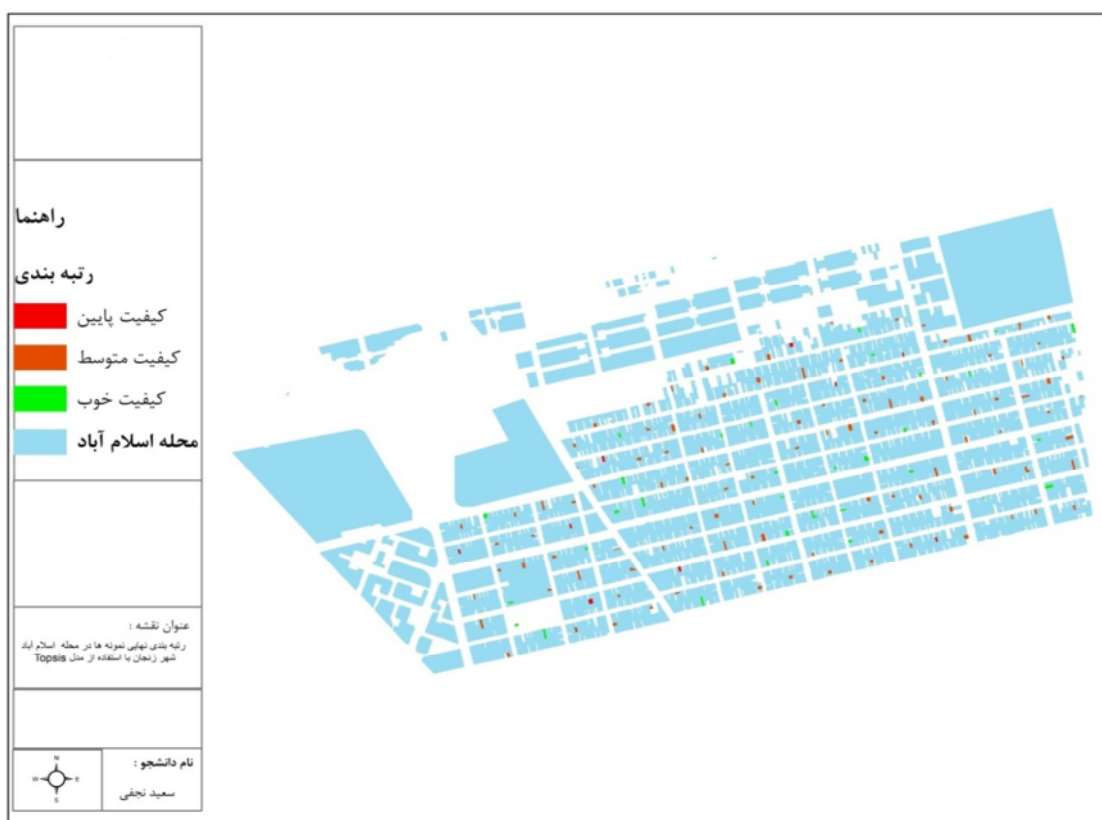 راهنما
رتبه بندی
کیفیت پایین
کیفیت متوسط
کیفیت خوب
محله اسلام آباد
عنوان نقشه :
رتبه بندی نهایی نمونه ها در محله اسلام آباد
شهر زنجان با استفاده از مدل Topsis
نام دانشجو :
سعید نجفی
N
W E
S